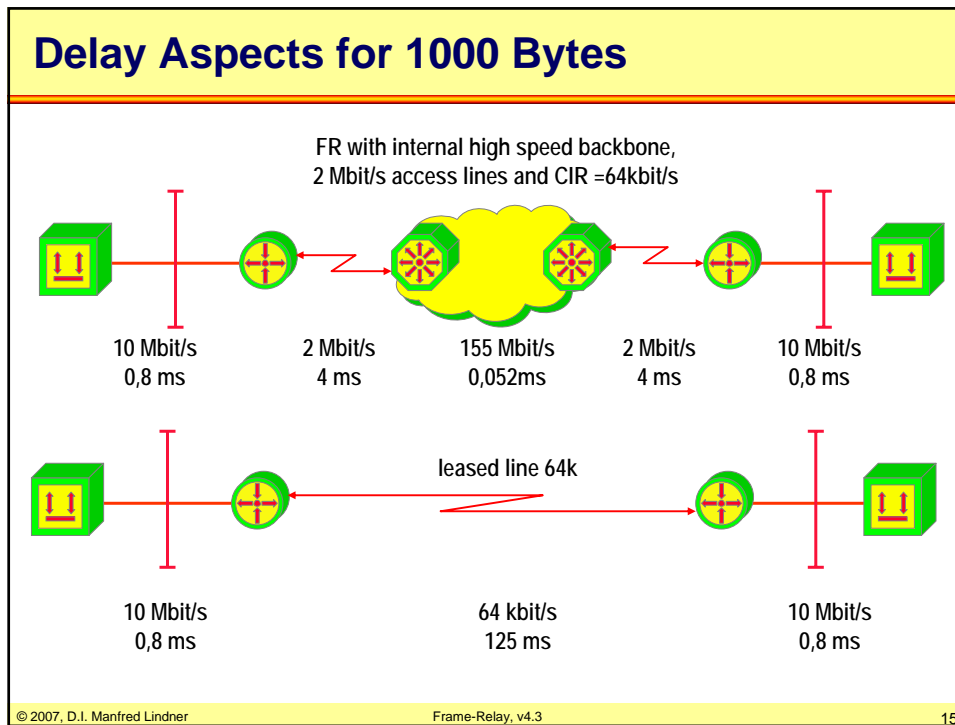 Delay Aspects for 1000 Bytes
FR with internal high speed backbone,
2 Mbit/s access lines and CIR =64kbit/s
10 Mbit/s 2 Mbit/s 155 Mbit/s 2 Mbit/s 10 Mbit/s
0,8 ms 4 ms 0,052ms 4 ms 0,8 ms
leased line 64k
10 Mbit/s 64 kbit/s 10 Mbit/s
0,8 ms 125 ms 0,8 ms
© 2007, D.I. Manfred Lindner Frame-Relay, v4.3 15